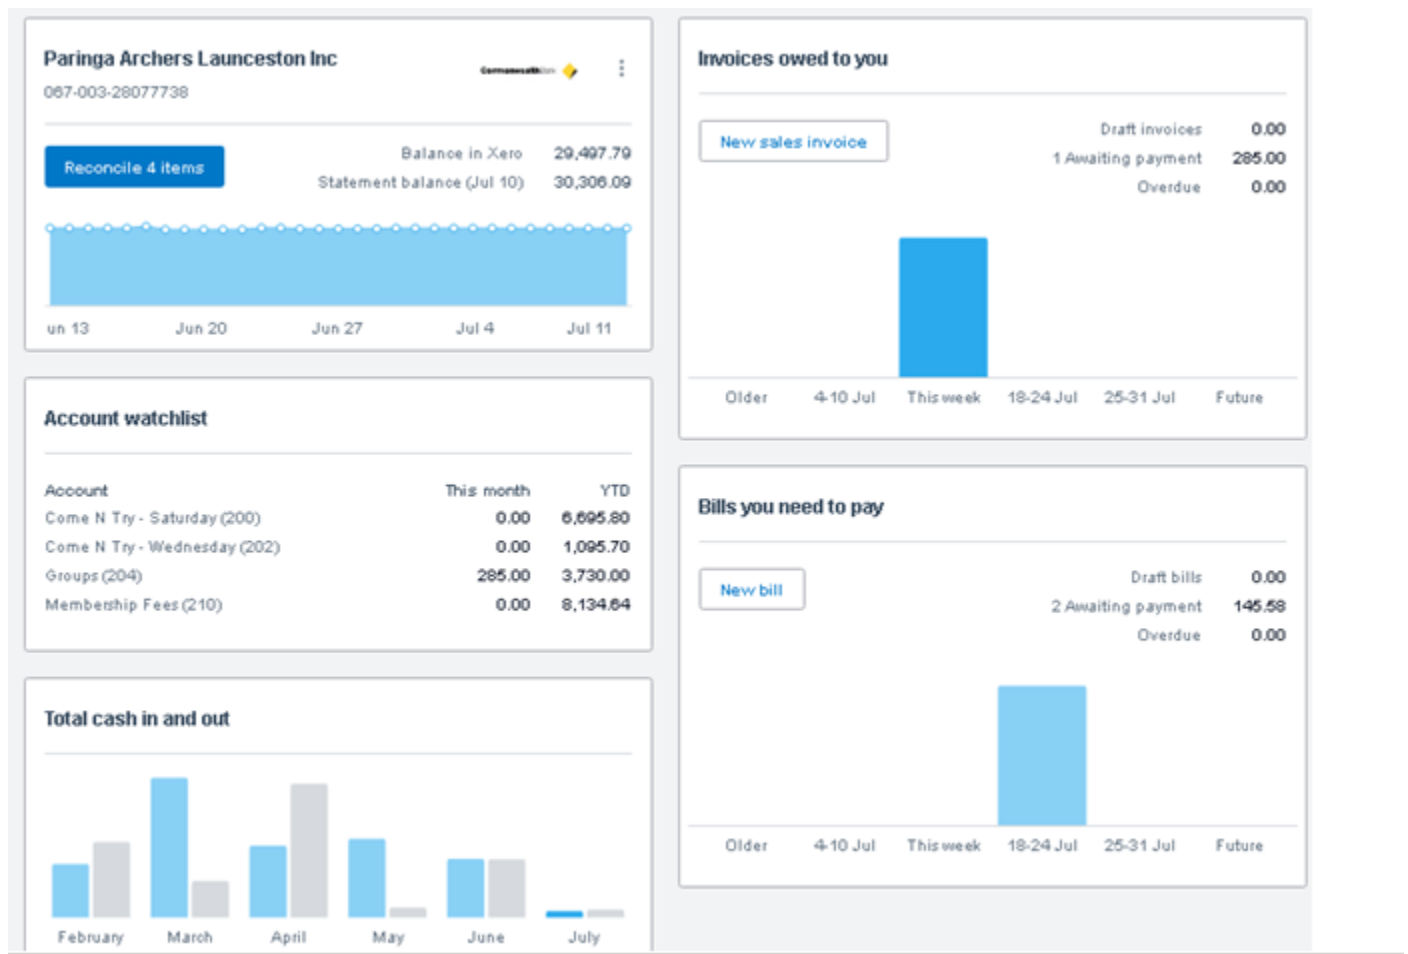 Paringa Archers Launceston Inc
067-003-28077738
Reconcile 4 items
Balance in Xero 29,497.79
Statement balance (Jul 10) 30,306.09
un 13 Jun 20 Jun 27 Jul 4 Jul 11
Account watchlist
Account This month YTD
Come N Try - Saturday (200) 0.00 6,695.80
Come N Try - Wednesday (202) 0.00 1,095.70
Groups (204) 285.00 3,730.00
Membership Fees (210) 0.00 8,134.64
Total cash in and out
February March April May June July
Invoices owed to you
New sales invoice
Draft invoices 0.00
1 Awaiting payment 285.00
Overdue 0.00
Older 4-10 Jul This week 18-24 Jul 25-31 Jul Future
Bills you need to pay
New bill
Draft bills 0.00
2 Awaiting payment 145.58
Overdue 0.00
Older 4-10 Jul This week 18-24 Jul 25-31 Jul Future